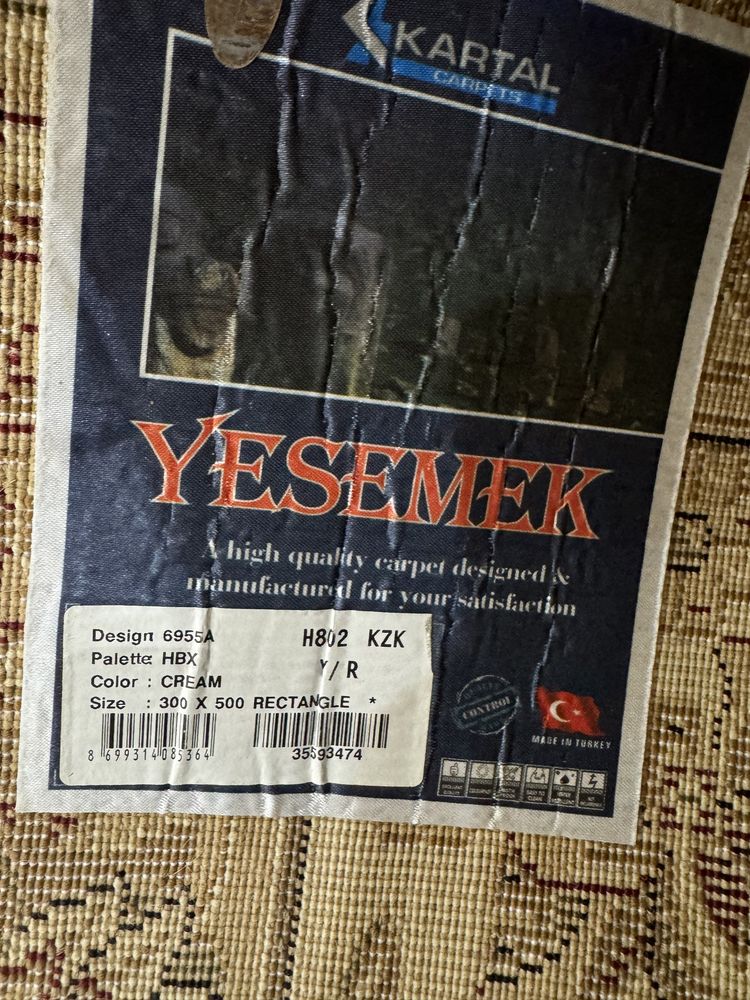 KARTAL
CARPETS
YESEMEK
A high quality carpet designed &
manufactured for your satisfaction
Design 6955A H802 KZK
Palette: HBX Y/R
Color : CREAM
Size : 300 X 500 RECTANGLE *
8 699314 085364 35593474
CONTROL
MADE IN TURKEY